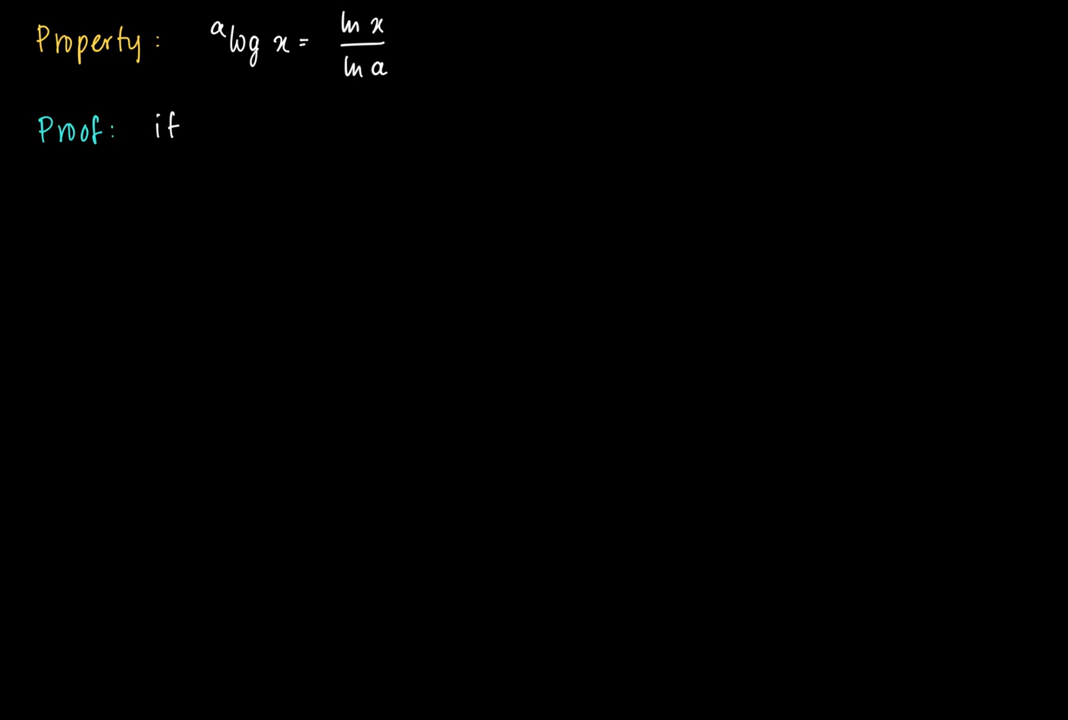 Property: ᵃlog x = ln x / ln a
Proof: if